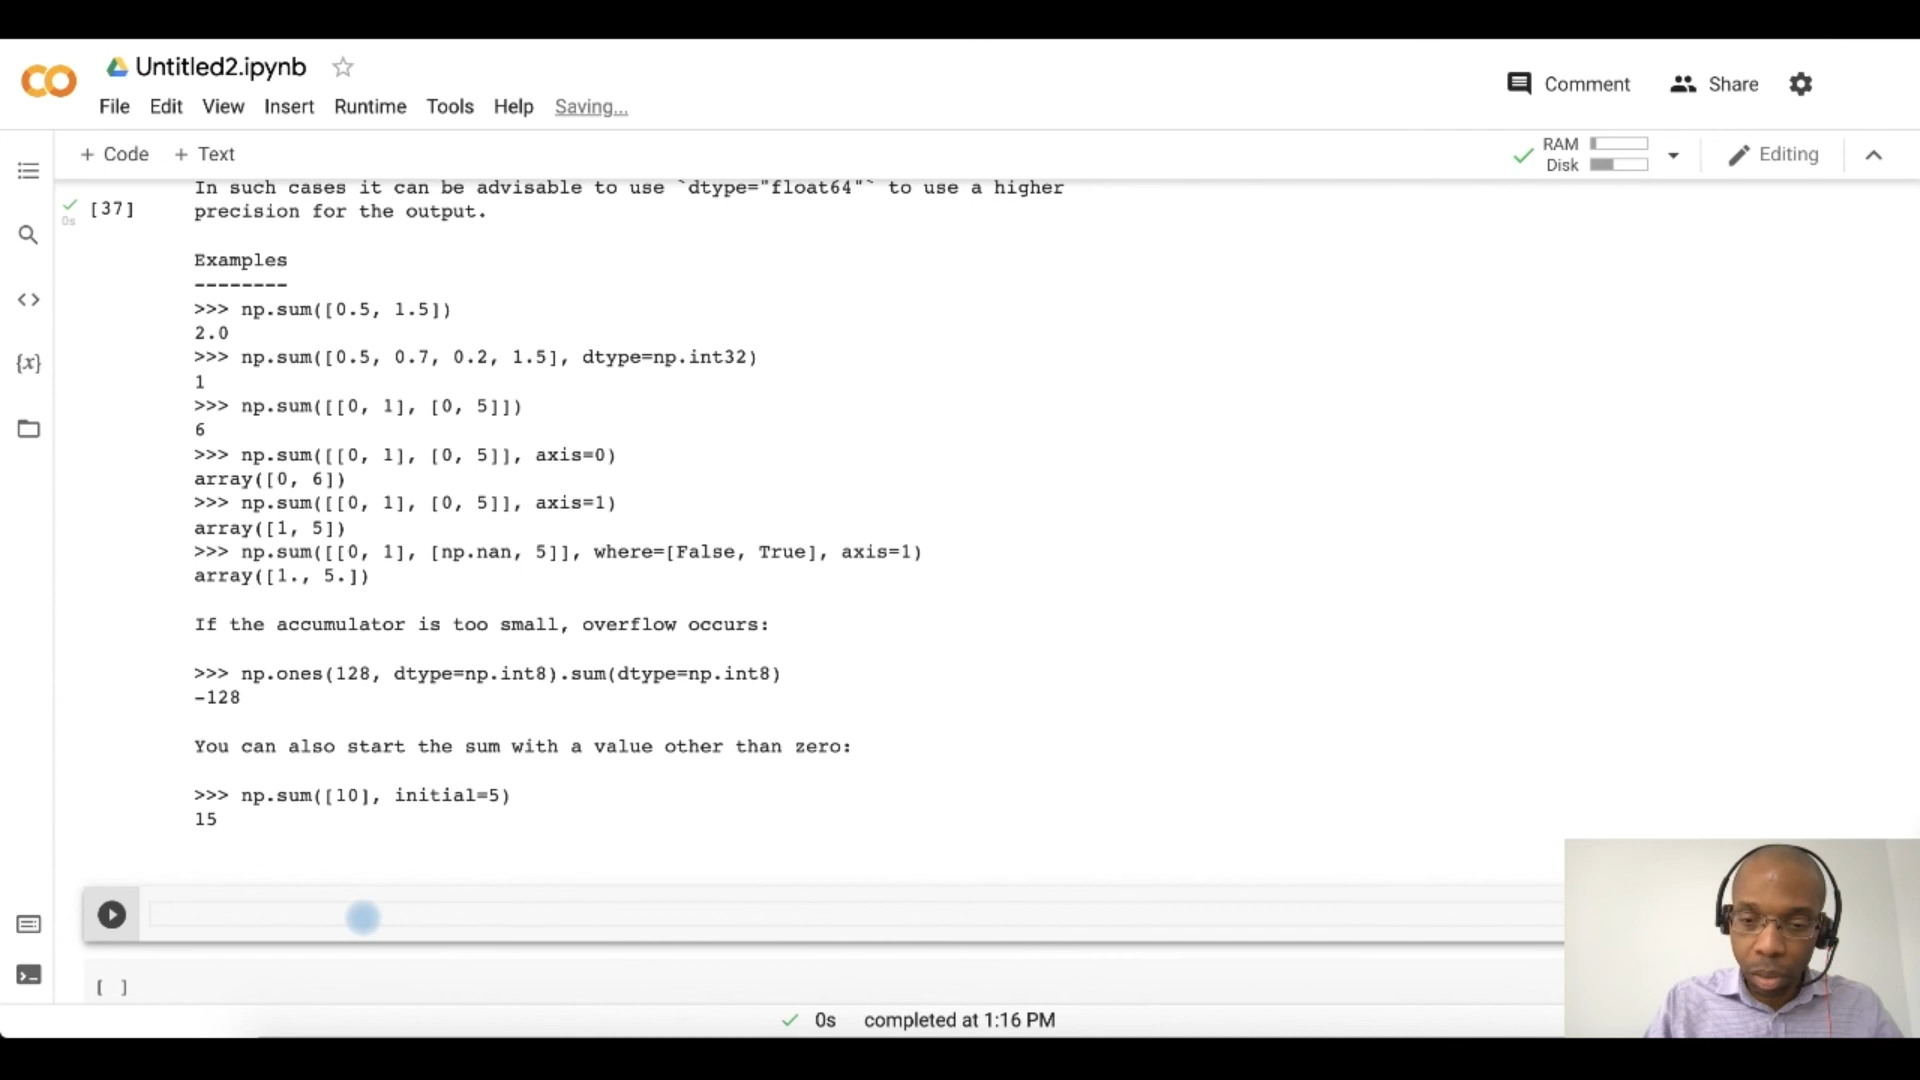 Untitled2.ipynb
Comment
Share
File Edit View Insert Runtime Tools Help Saving...
+ Code + Text
RAM
Disk
Editing
In such cases it can be advisable to use `dtype="float64"` to use a higher
[37]
0s
precision for the output.
Examples
--------
>>> np.sum([0.5, 1.5])
2.0
>>> np.sum([0.5, 0.7, 0.2, 1.5], dtype=np.int32)
1
>>> np.sum([[0, 1], [0, 5]])
6
>>> np.sum([[0, 1], [0, 5]], axis=0)
array([0, 6])
>>> np.sum([[0, 1], [0, 5]], axis=1)
array([1, 5])
>>> np.sum([[0, 1], [np.nan, 5]], where=[False, True], axis=1)
array([1., 5.])
If the accumulator is too small, overflow occurs:
>>> np.ones(128, dtype=np.int8).sum(dtype=np.int8)
-128
You can also start the sum with a value other than zero:
>>> np.sum([10], initial=5)
15
[ ]
0s completed at 1:16 PM